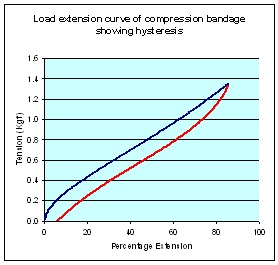 Load extension curve of compression bandage
showing hysteresis
1.6
1.4
1.2
1.0
0.8
0.6
0.4
0.2
0.0
Tension (Kgf)
0 20 40 60 80 100
Percentage Extension